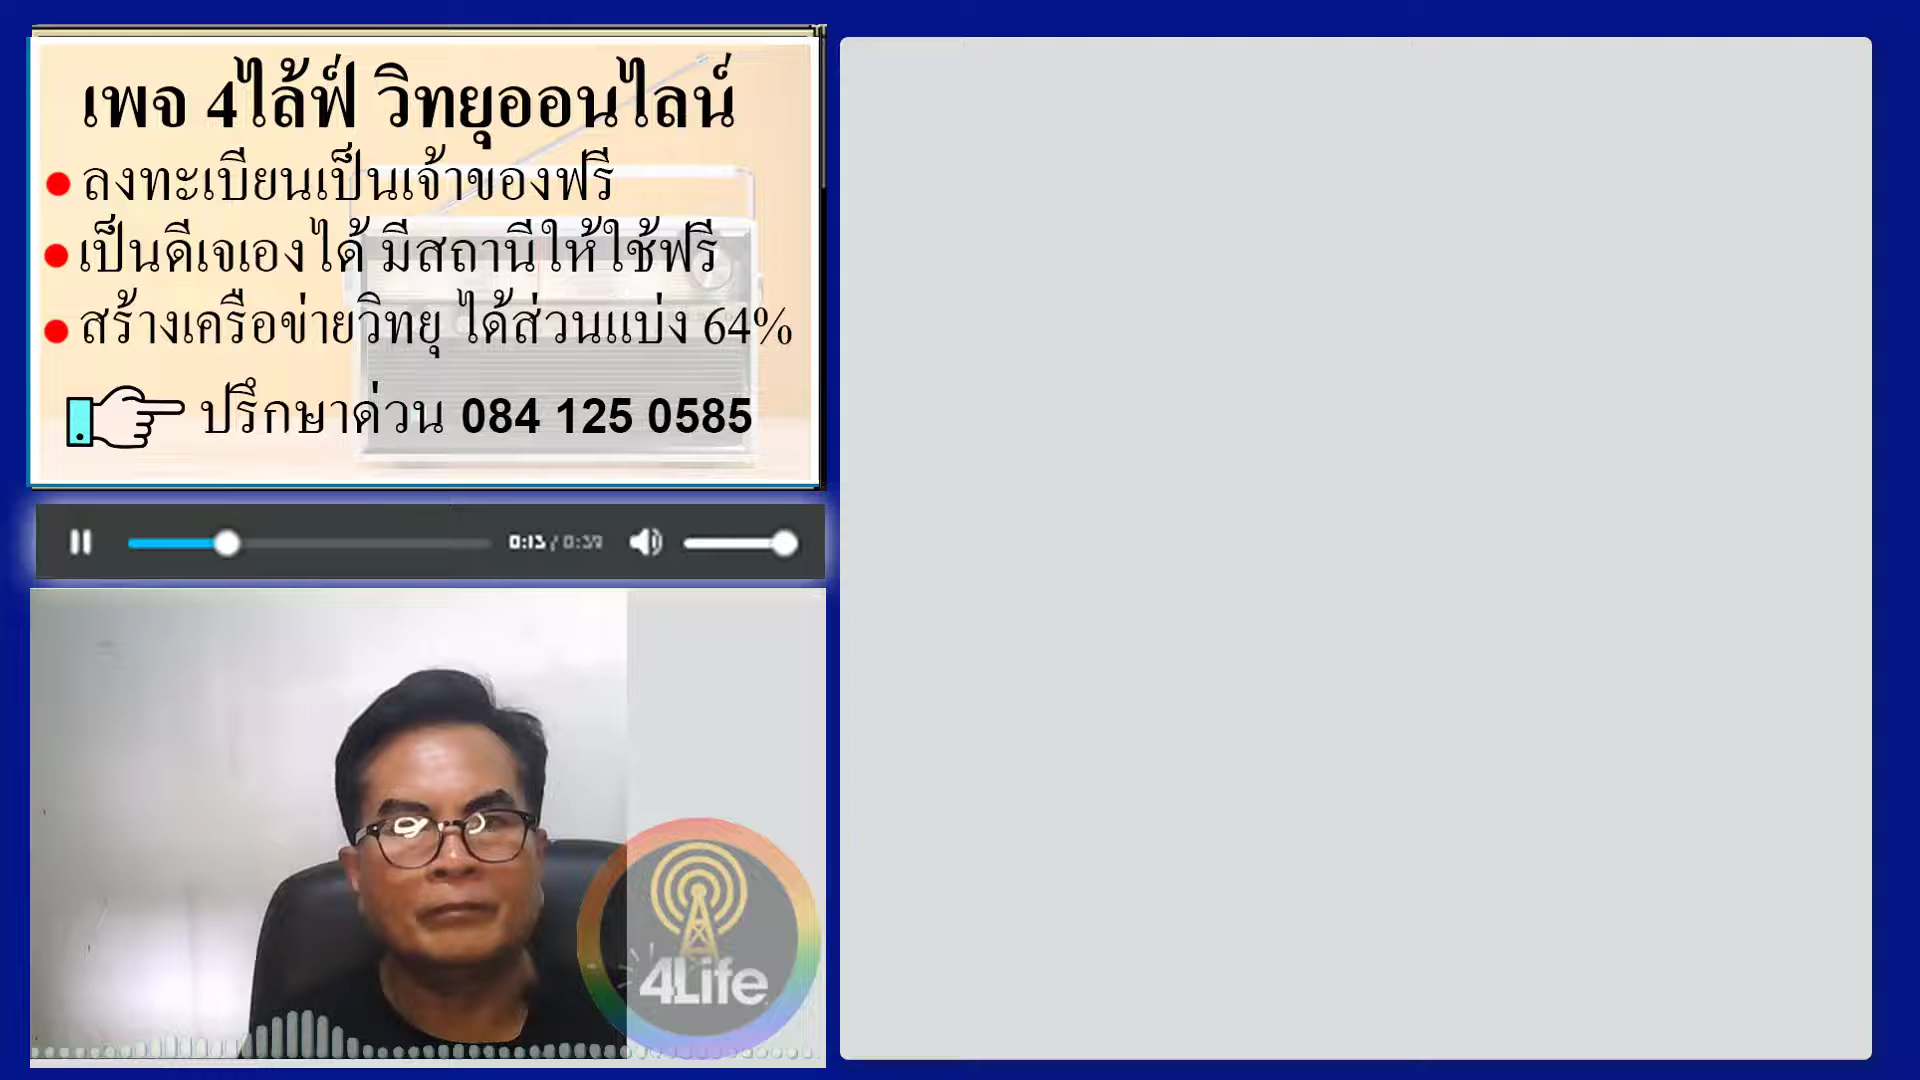 เพจ 4ไล้ฟ์ วิทยุออนไลน์
ลงทะเบียนเป็นเจ้าของฟรี
เป็นดีเจเองได้ มีสถานีให้ใช้ฟรี
สร้างเครือข่ายวิทยุ ได้ส่วนแบ่ง 64%
ปรึกษาด่วน 084 125 0585
0:13 / 0:39
4Life